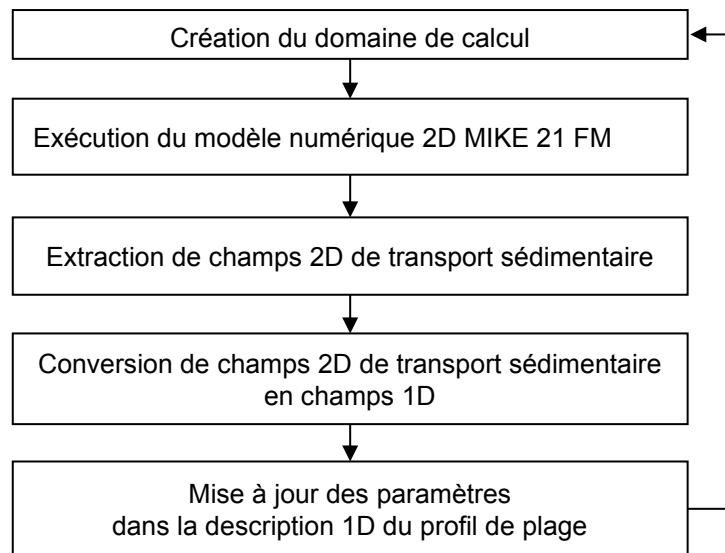 Création du domaine de calcul
Exécution du modèle numérique 2D MIKE 21 FM
Extraction de champs 2D de transport sédimentaire
Conversion de champs 2D de transport sédimentaire
en champs 1D
Mise à jour des paramètres
dans la description 1D du profil de plage